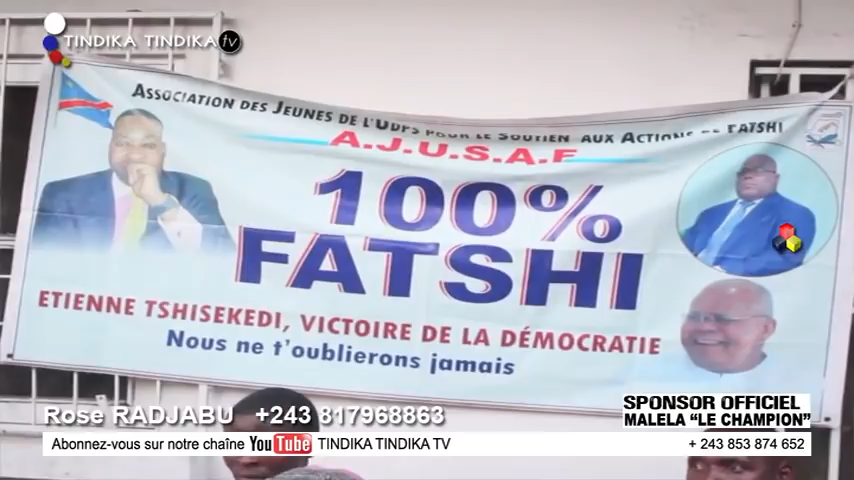 TINDIKA TINDIKA tv
ASSOCIATION DES JEUNES DE L'UDPS POUR LE SOUTIEN AUX ACTIONS DE FATSHI
A.J.U.S.A.F
100%
FATSHI
ETIENNE TSHISEKEDI, VICTOIRE DE LA DÉMOCRATIE
Nous ne t'oublierons jamais
Rose RADJABU +243 817968863
SPONSOR OFFICIEL
MALELA "LE CHAMPION"
Abonnez-vous sur notre chaîne YouTube TINDIKA TINDIKA TV
+ 243 853 874 652